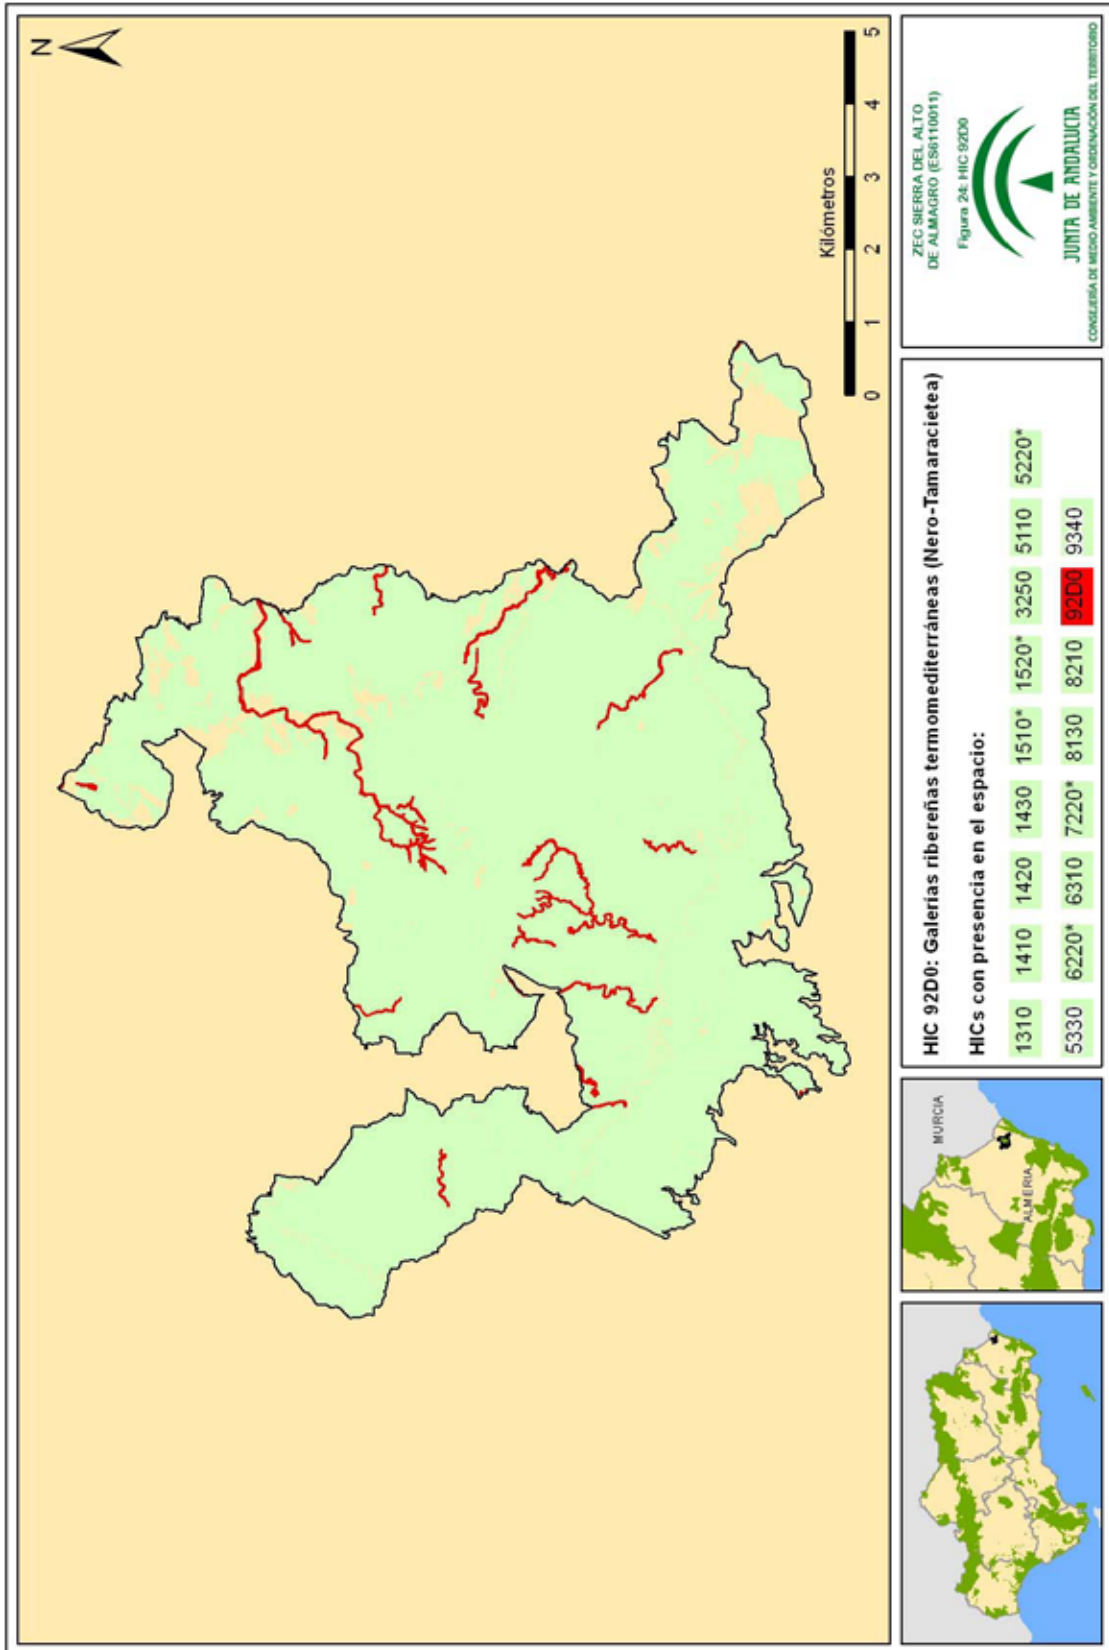 N
Kilómetros
0 1 2 3 4 5
MURCIA
ALMERIA
HIC 92D0: Galerías ribereñas termomediterráneas (Nero-Tamaracietea)
HICs con presencia en el espacio:
1310 1410 1420 1430 1510* 1520* 3250 5110 5220*
5330 6220* 6310 7220* 8130 8210 92D0 9340
ZEC SIERRA DEL ALTO
DE ALMAGRO (ES6110011)
Figura 24: HIC 92D0
JUNTA DE ANDALUCIA
CONSEJERÍA DE MEDIO AMBIENTE Y ORDENACIÓN DEL TERRITORIO